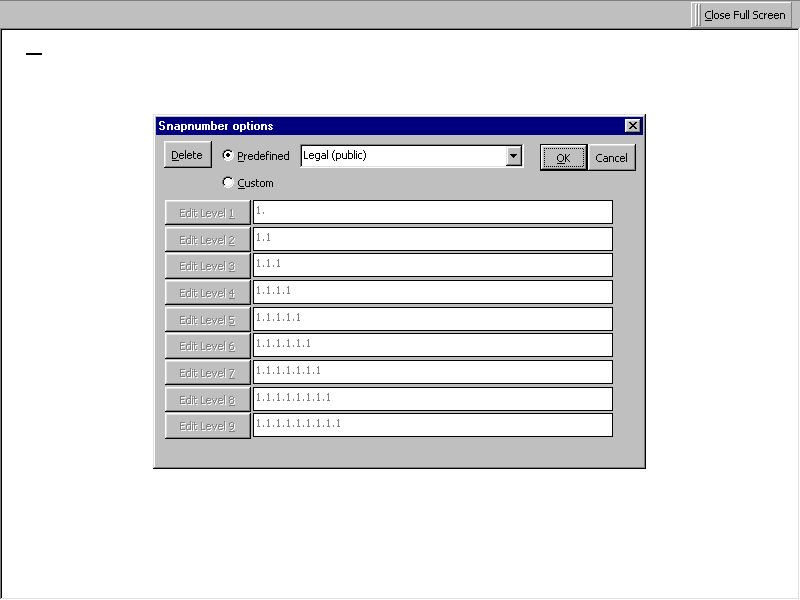 Close Full Screen
Snapnumber options
Delete
Predefined
Legal (public)
OK
Cancel
Custom
Edit Level 1
1.
Edit Level 2
1.1
Edit Level 3
1.1.1
Edit Level 4
1.1.1.1
Edit Level 5
1.1.1.1.1
Edit Level 6
1.1.1.1.1.1
Edit Level 7
1.1.1.1.1.1.1
Edit Level 8
1.1.1.1.1.1.1.1
Edit Level 9
1.1.1.1.1.1.1.1.1